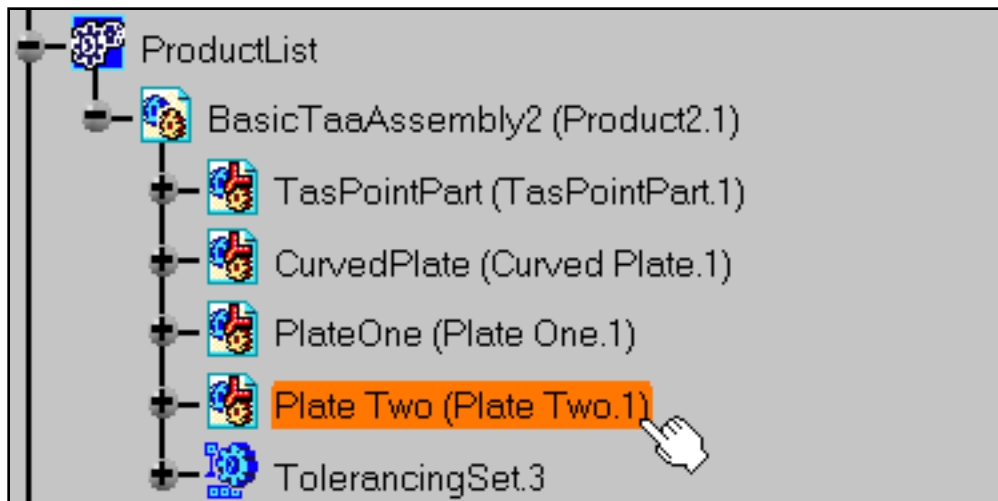 ProductList
BasicTaaAssembly2 (Product2.1)
TasPointPart (TasPointPart.1)
CurvedPlate (Curved Plate.1)
PlateOne (Plate One.1)
Plate Two (Plate Two.1)
TolerancingSet.3